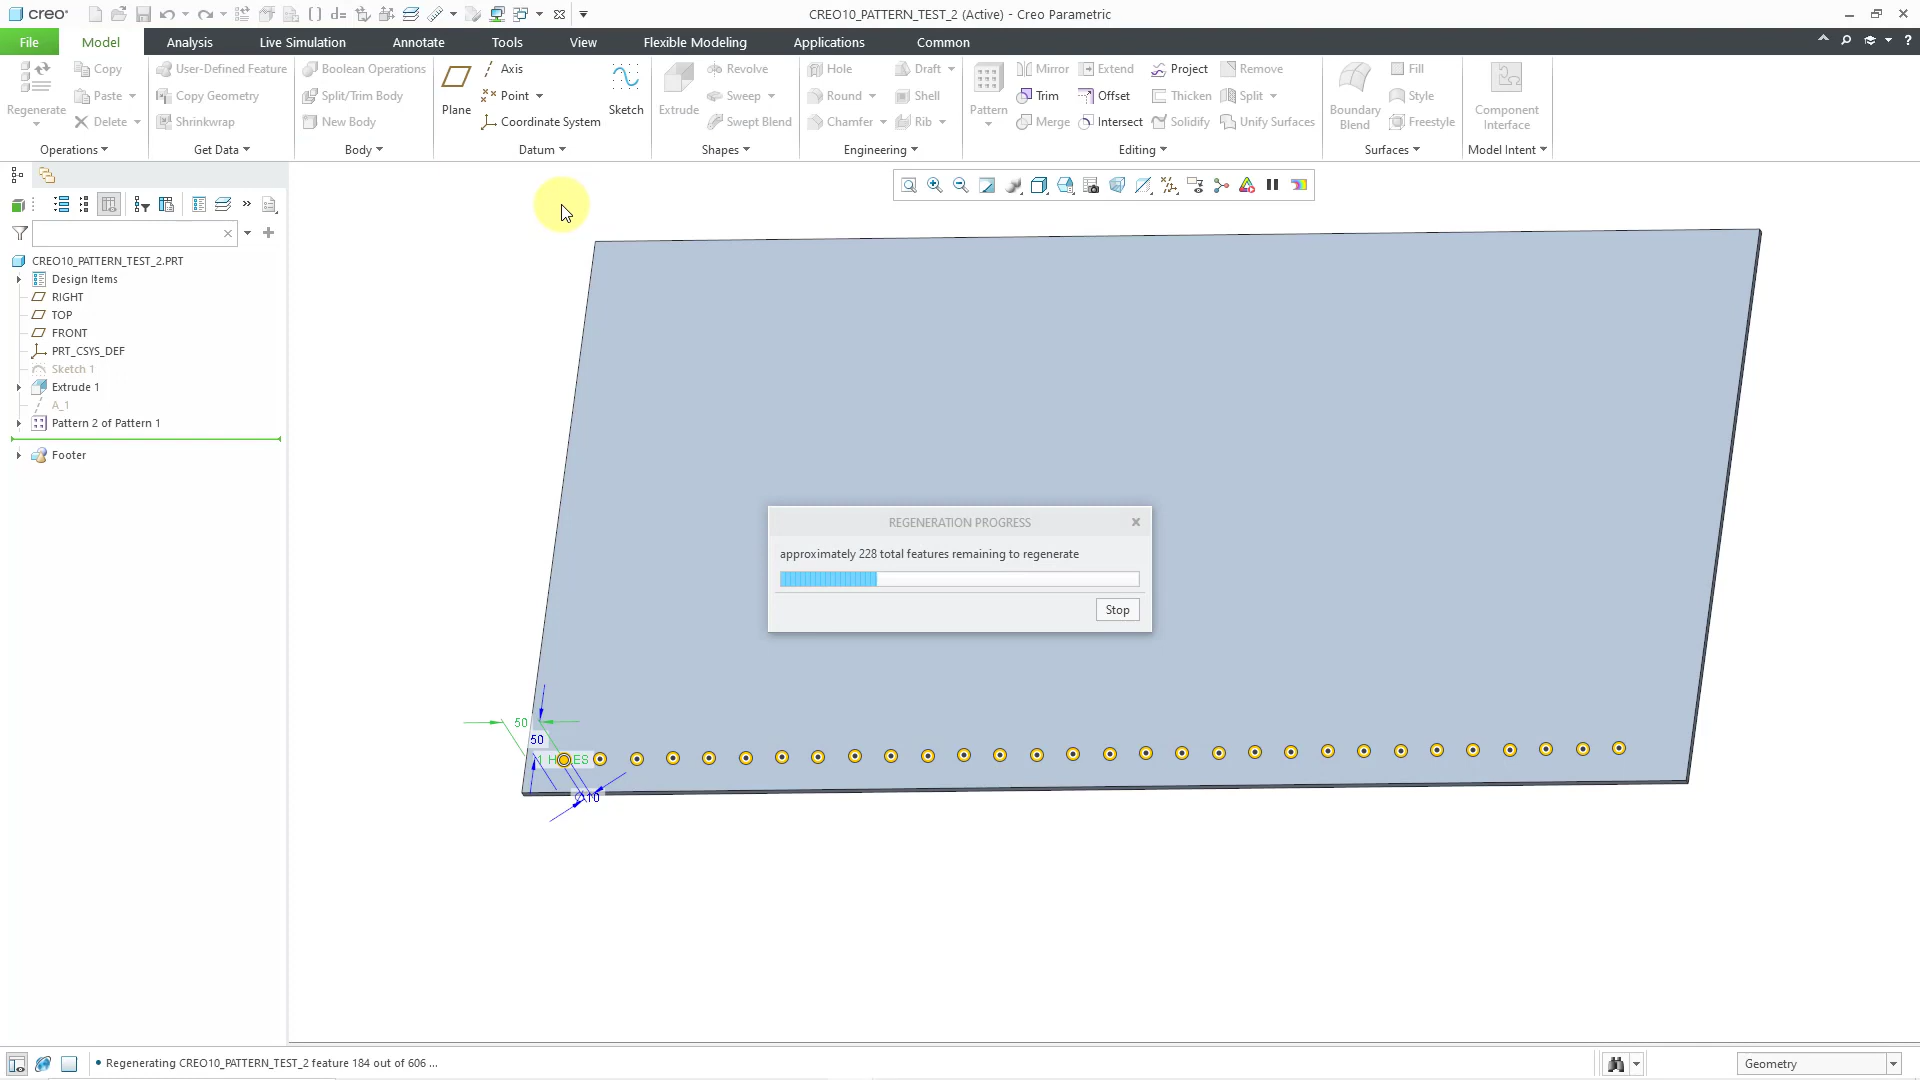 creo CREO10_PATTERN_TEST_2 (Active) - Creo Parametric
File Model Analysis Live Simulation Annotate Tools View Flexible Modeling Applications Common
Regenerate Copy Paste Delete
Operations
User-Defined Feature
Copy Geometry
Shrinkwrap
Get Data
Boolean Operations
Split/Trim Body
New Body
Body
Plane Axis
Point
Coordinate System
Sketch
Datum
Extrude Revolve
Sweep
Swept Blend
Shapes
Hole Draft
Round Shell
Chamfer Rib
Engineering
Pattern Mirror Extend Project Remove
Trim Offset Thicken Split
Merge Intersect Solidify Unify Surfaces
Editing
Boundary Blend Fill
Style
Freestyle
Surfaces
Component Interface
Model Intent
CREO10_PATTERN_TEST_2.PRT
Design Items
RIGHT
TOP
FRONT
PRT_CSYS_DEF
Sketch 1
Extrude 1
A_1
Pattern 2 of Pattern 1
Footer
REGENERATION PROGRESS
approximately 228 total features remaining to regenerate
Stop
50
50
Ø10
Regenerating CREO10_PATTERN_TEST_2 feature 184 out of 606 ...
Geometry